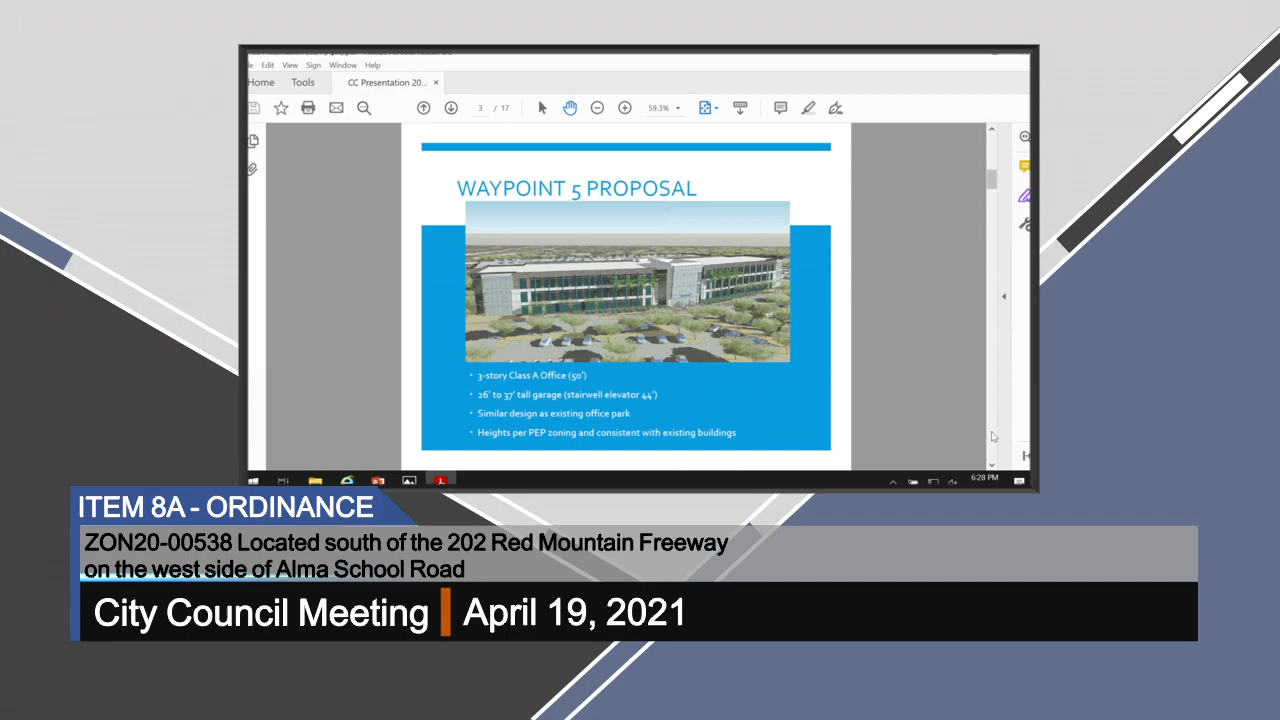 Edit View Sign Window Help
Home Tools CC Presentation 20... ×
3 / 17 59.3%
WAYPOINT 5 PROPOSAL
• 3-story Class A Office (50')
• 26' to 37' tall garage (stairwell elevator 44')
• Similar design as existing office park
• Heights per PEP zoning and consistent with existing buildings
6:28 PM
ITEM 8A - ORDINANCE
ZON20-00538 Located south of the 202 Red Mountain Freeway
on the west side of Alma School Road
City Council Meeting April 19, 2021